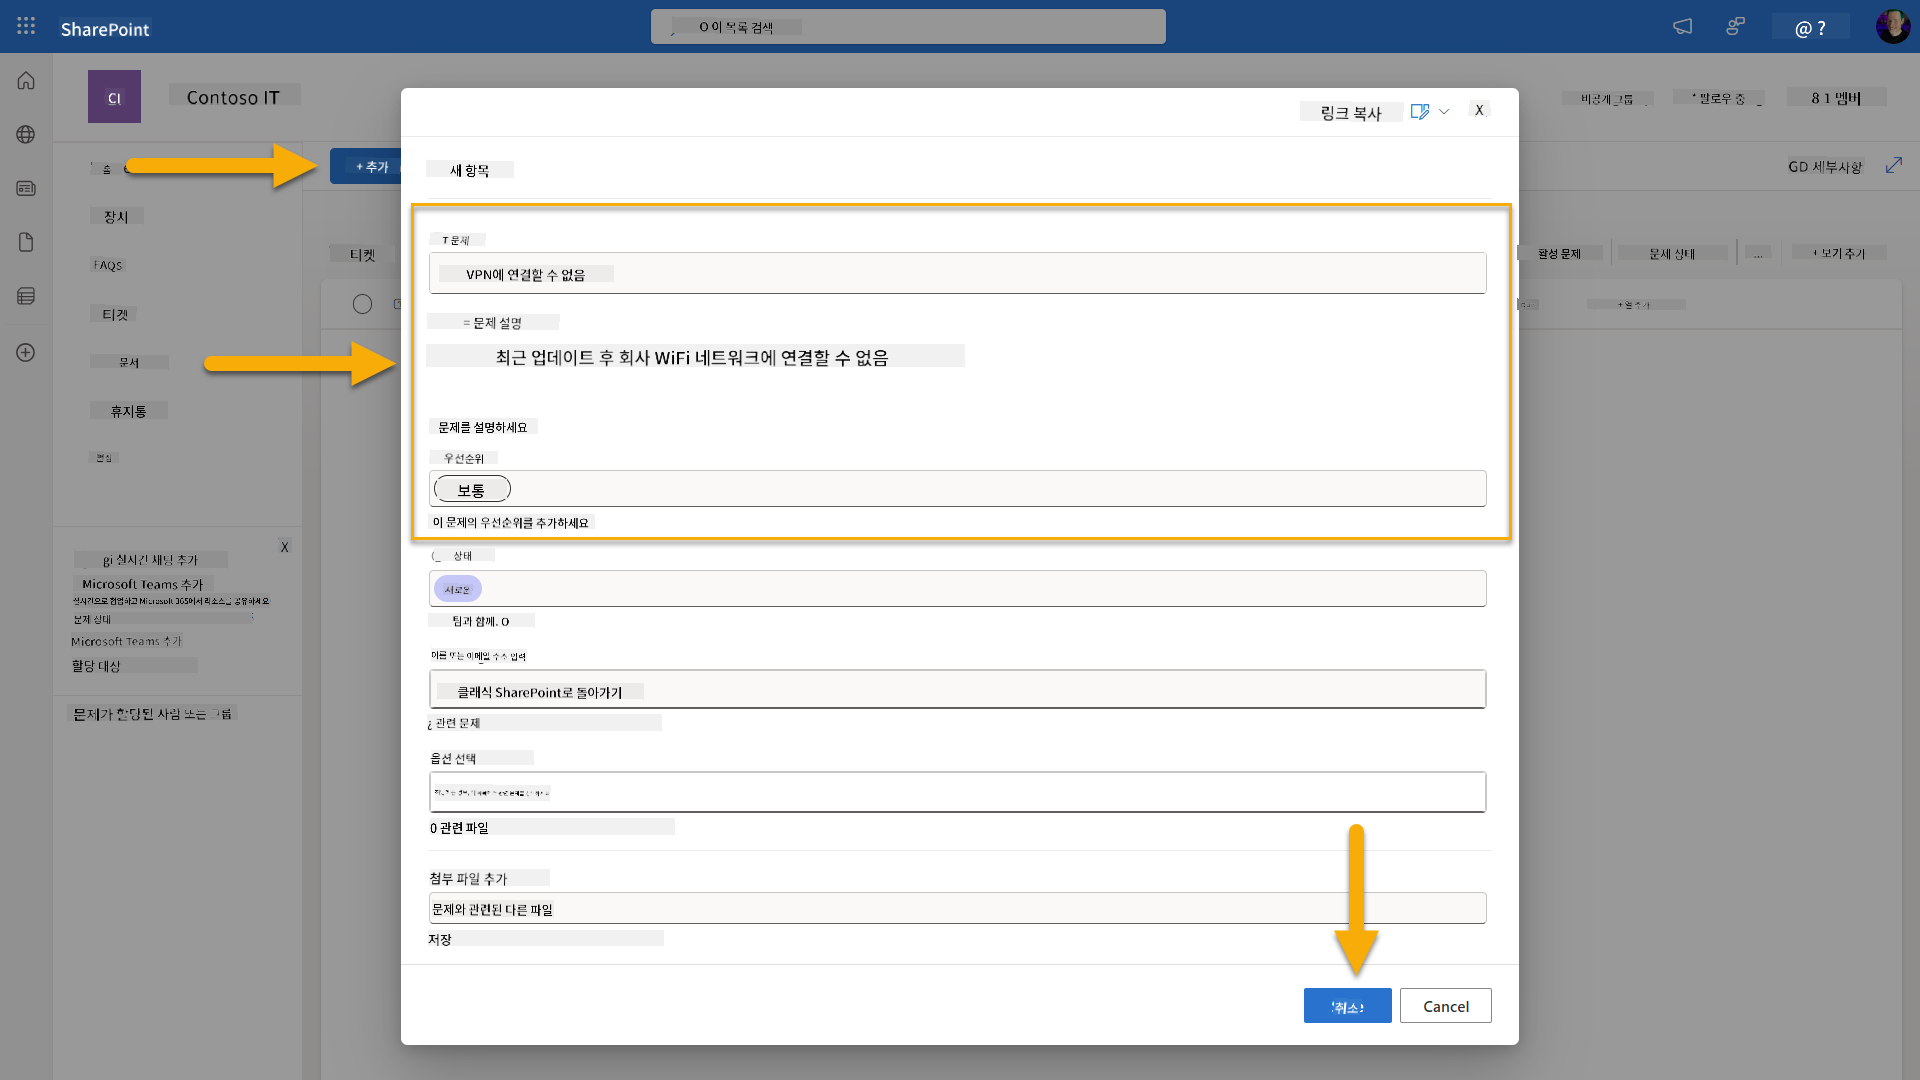 SharePoint
O 이 목록 검색
@ ?
CI
Contoso IT
비공개 그룹
* 팔로우 중
8 1 멤버
링크 복사
X
+ 추가
새 항목
GD 세부사항
홈
장치
FAQS
티켓
문서
휴지통
편집
티켓
활성 문제
문제 상태
...
+ 보기 추가
+ 열 추가
T 문제
VPN에 연결할 수 없음
= 문제 설명
최근 업데이트 후 회사 WiFi 네트워크에 연결할 수 없음
문제를 설명하세요
우선순위
보통
이 문제의 우선순위를 추가하세요
상태
새로운
팀과 함께. O
이름 또는 이메일 주소 입력
클래식 SharePoint로 돌아가기
¿ 관련 문제
옵션 선택
0 관련 파일
첨부 파일 추가
문제와 관련된 다른 파일
저장
취소
Cancel
X
gi 실시간 채팅 추가
Microsoft Teams 추가
실시간으로 협업하고 Microsoft 365에서 리소스를 공유하세요
문제 상태
Microsoft Teams 추가
할당 대상
문제가 할당된 사람 또는 그룹